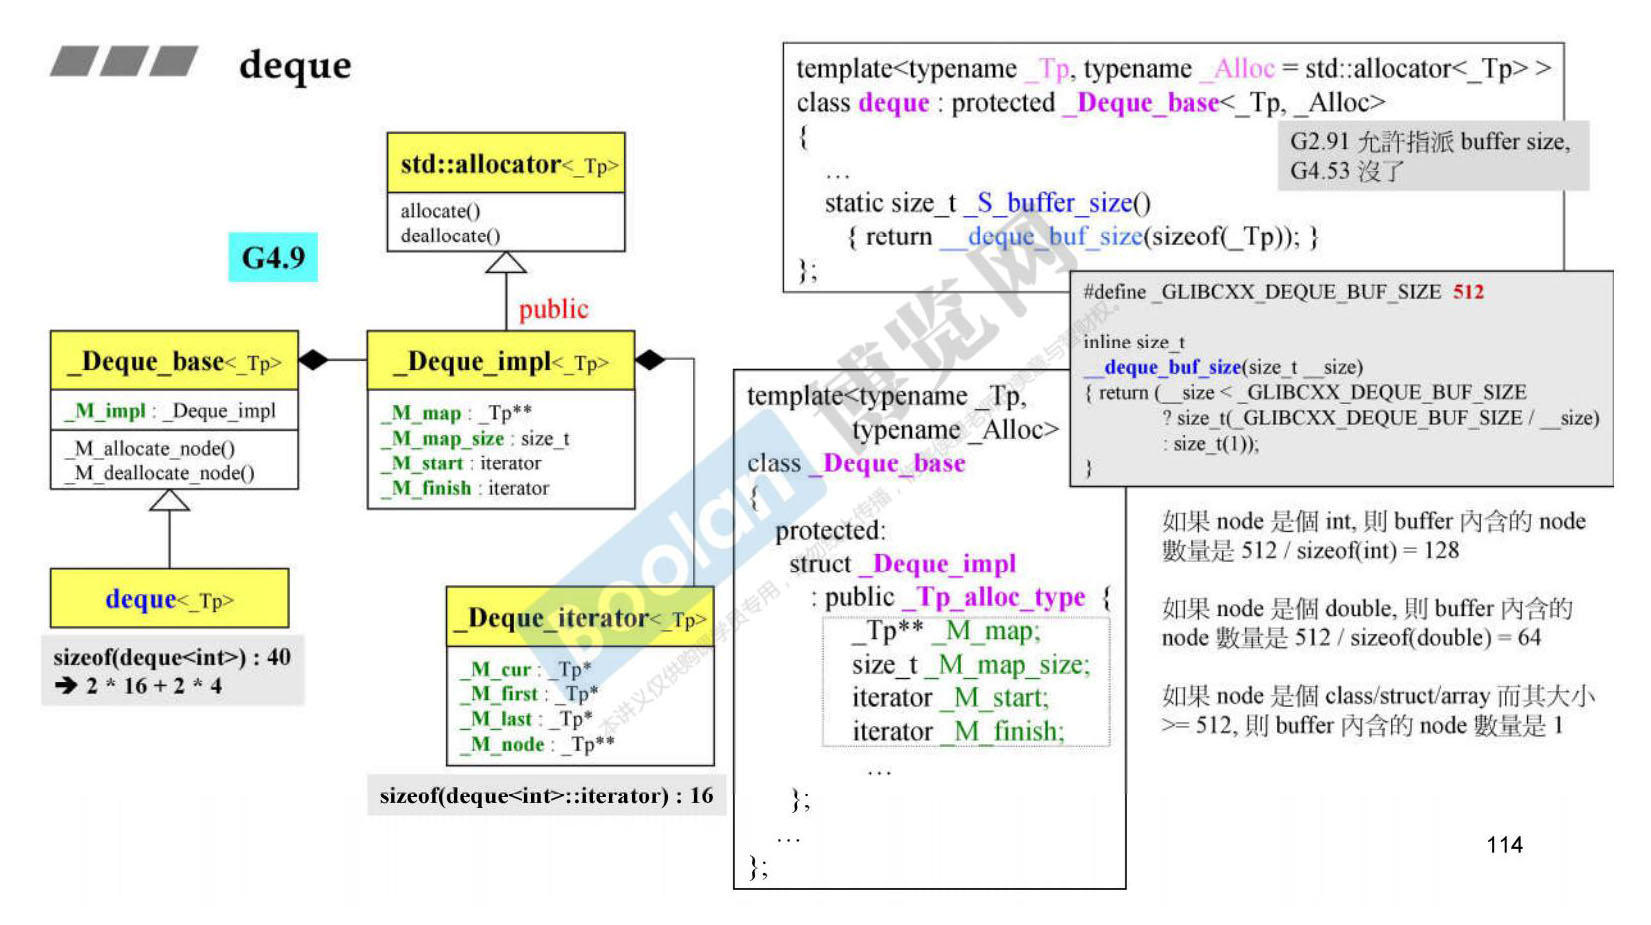 deque
G4.9
std::allocator<_Tp>
allocate()
deallocate()
public
_Deque_base<_Tp>
_M_impl : _Deque_impl
_M_allocate_node()
_M_deallocate_node()
_Deque_impl<_Tp>
_M_map : _Tp**
_M_map_size : size_t
_M_start : iterator
_M_finish : iterator
deque<_Tp>
sizeof(deque<int>) : 40
➔ 2 * 16 + 2 * 4
_Deque_iterator<_Tp>
_M_cur : _Tp*
_M_first : _Tp*
_M_last : _Tp*
_M_node : _Tp**
sizeof(deque<int>::iterator) : 16
template<typename _Tp, typename _Alloc = std::allocator<_Tp> >
class deque : protected _Deque_base<_Tp, _Alloc>
{
…
static size_t _S_buffer_size()
{ return __deque_buf_size(sizeof(_Tp)); }
};
G2.91 允許指派 buffer size,
G4.53 沒了
#define _GLIBCXX_DEQUE_BUF_SIZE 512
inline size_t
__deque_buf_size(size_t __size)
{ return (__size < _GLIBCXX_DEQUE_BUF_SIZE
? size_t(_GLIBCXX_DEQUE_BUF_SIZE / __size)
: size_t(1));
}
template<typename _Tp,
typename _Alloc>
class _Deque_base
{
protected:
struct _Deque_impl
: public _Tp_alloc_type {
_Tp** _M_map;
size_t _M_map_size;
iterator _M_start;
iterator _M_finish;
…
};
…
};
如果 node 是個 int, 則 buffer 內含的 node
數量是 512 / sizeof(int) = 128
如果 node 是個 double, 則 buffer 內含的
node 數量是 512 / sizeof(double) = 64
如果 node 是個 class/struct/array 而其大小
>= 512, 則 buffer 內含的 node 數量是 1
114
Boolan
博览网